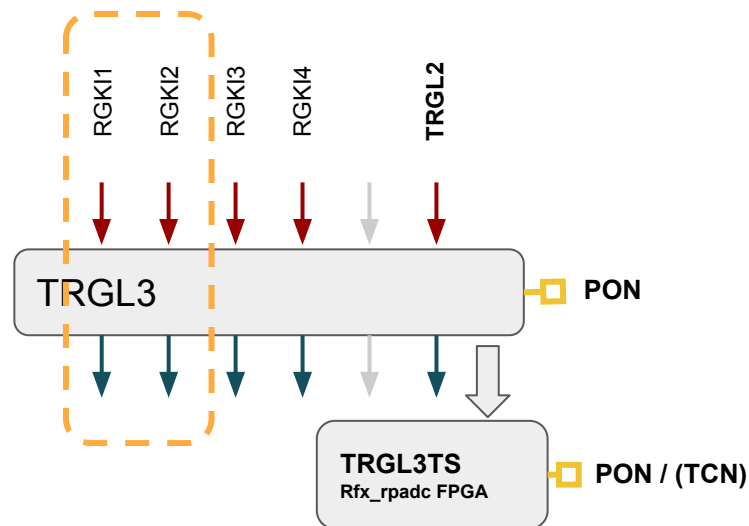 RGKI1
RGKI2
RGKI3
RGKI4
TRGL2
TRGL3
PON
TRGL3TS
Rfx_rpadc FPGA
PON / (TCN)